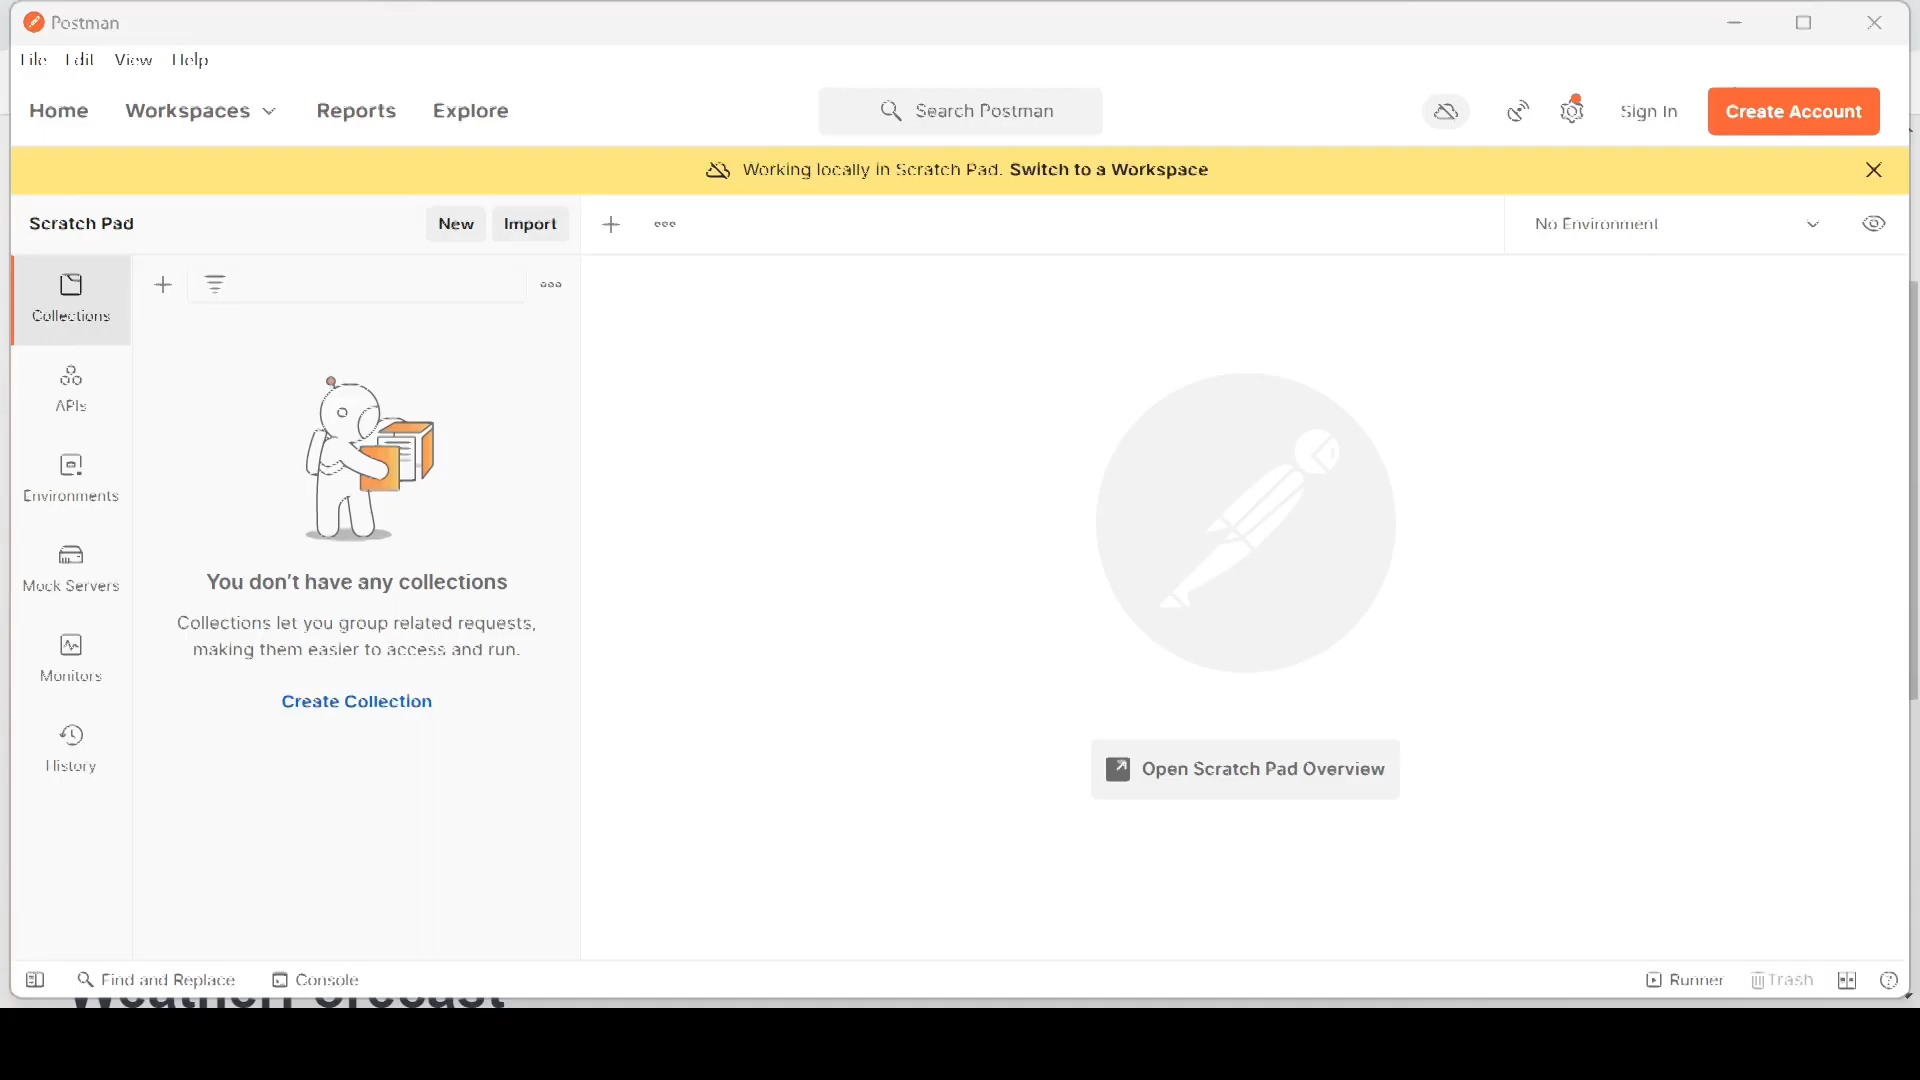 Postman
File Edit View Help
Home Workspaces Reports Explore Search Postman Sign In Create Account
Working locally in Scratch Pad. Switch to a Workspace
Scratch Pad New Import No Environment
Collections
APIs
Environments
Mock Servers
Monitors
History
You don't have any collections
Collections let you group related requests,
making them easier to access and run.
Create Collection
Open Scratch Pad Overview
Find and Replace Console Runner Trash
Weather Forecast